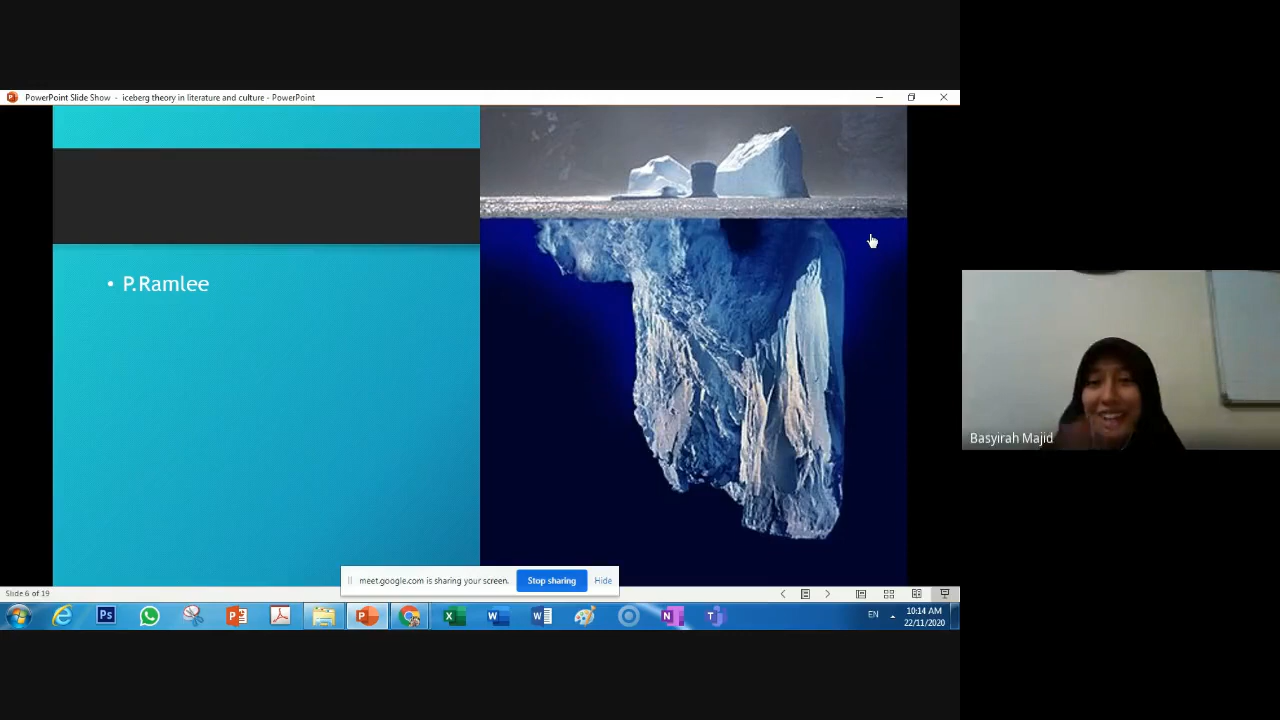 PowerPoint Slide Show - iceberg theory in literature and culture - PowerPoint
• P.Ramlee
Basyirah Majid
meet.google.com is sharing your screen. Stop sharing Hide
Slide 6 of 19
Ps
EN
10:14 AM
22/11/2020